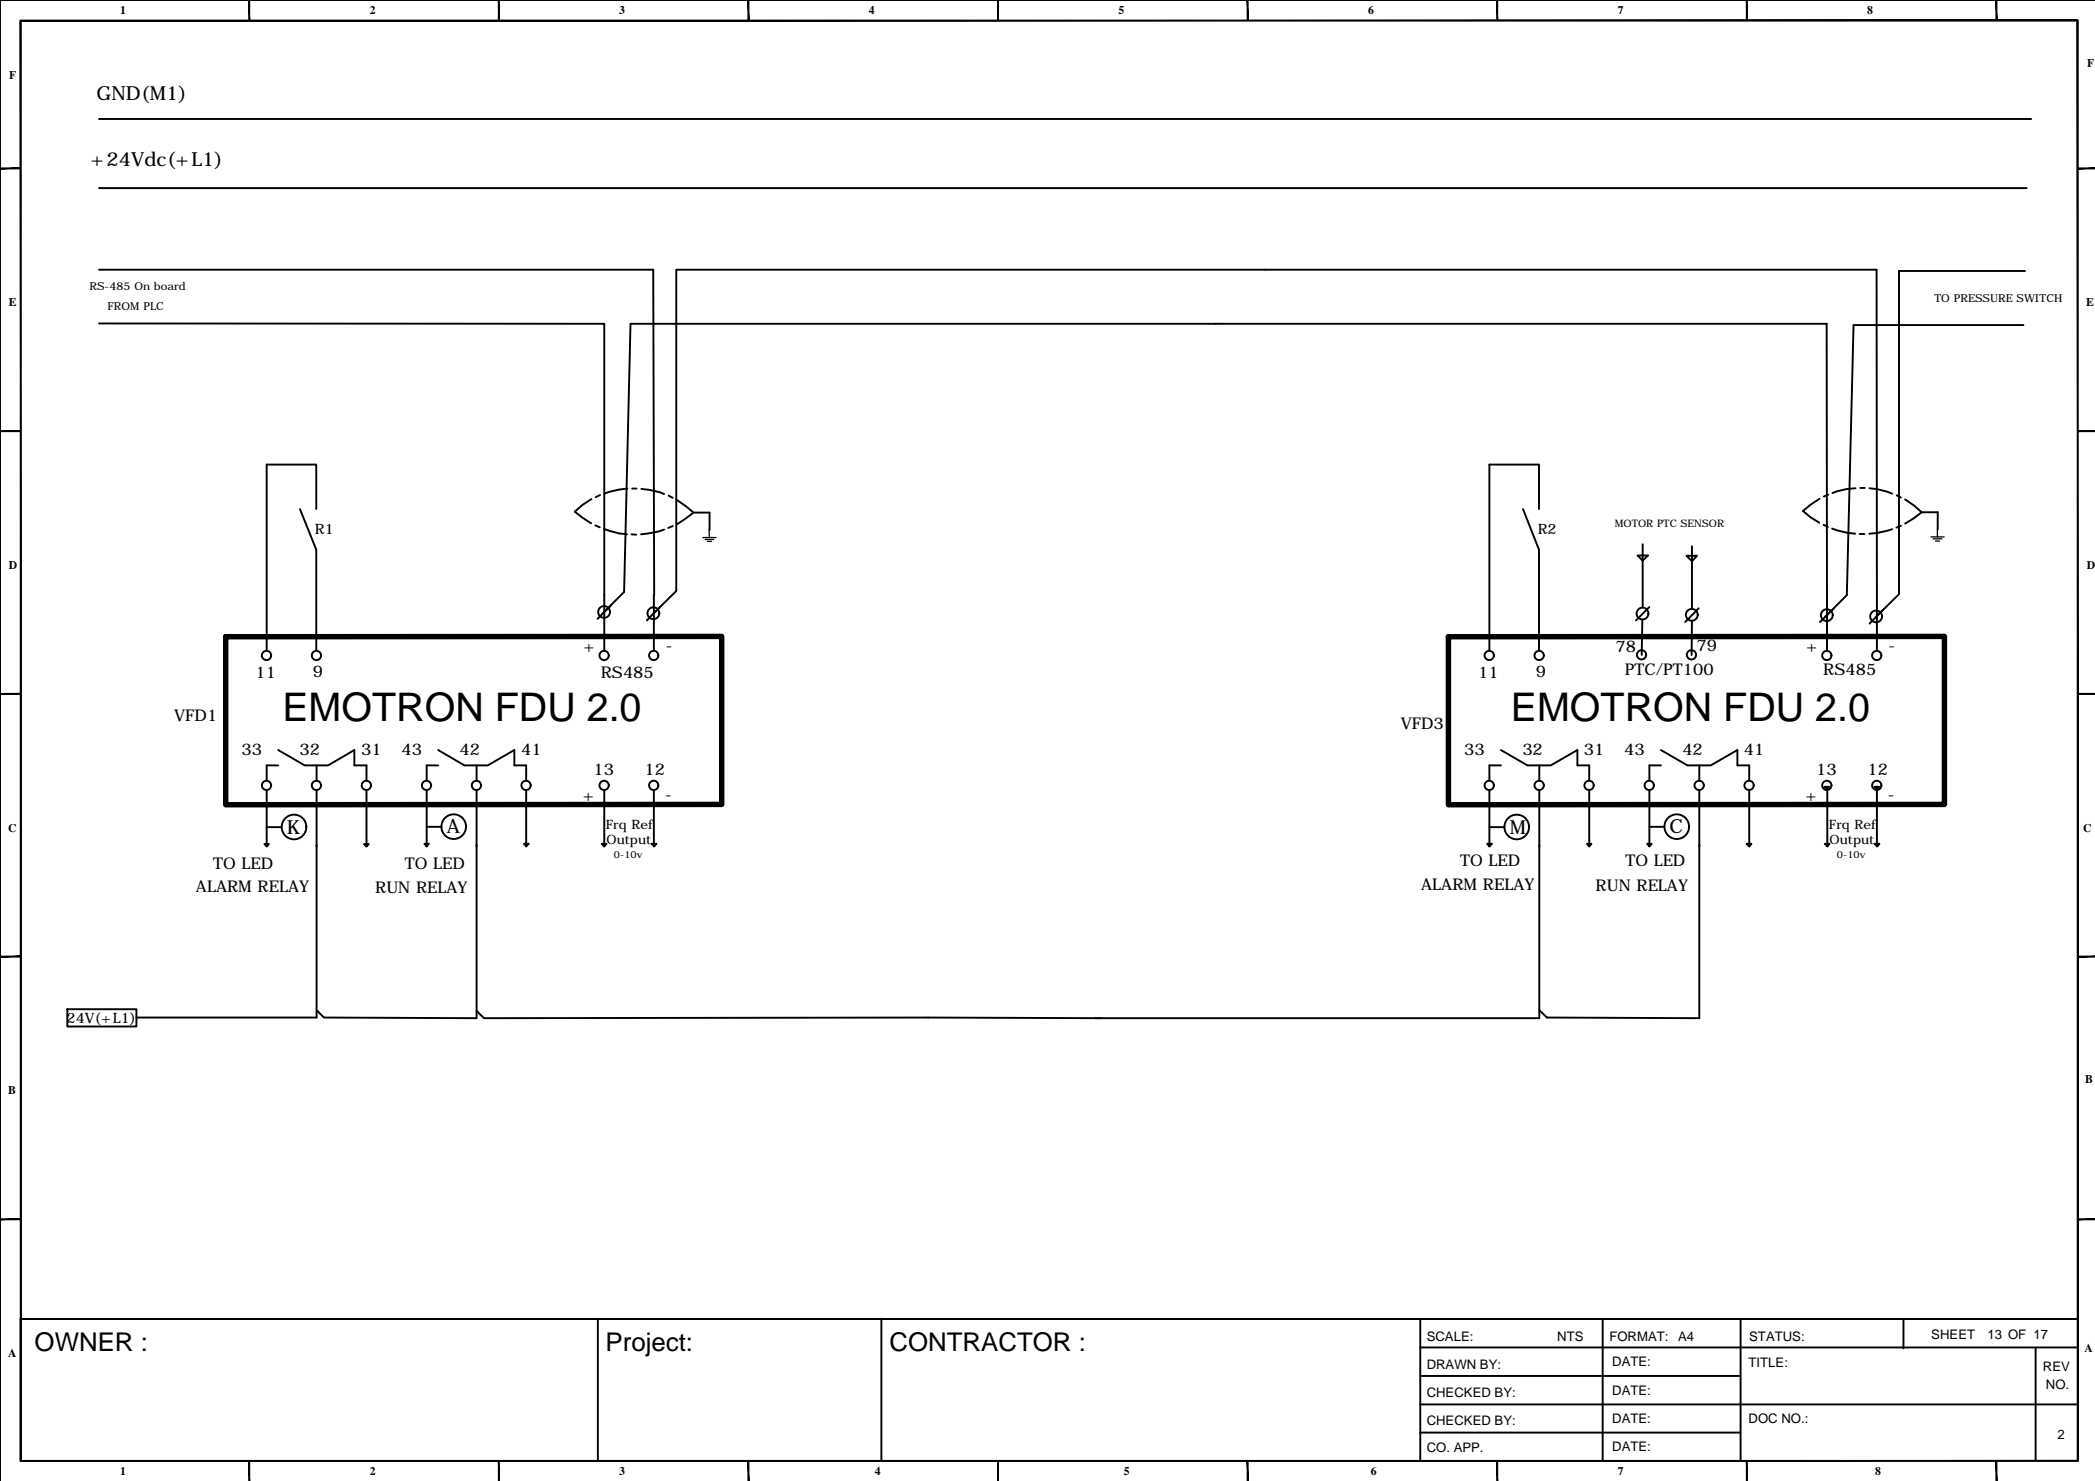 1 2 3 4 5 6 7 8
F F
GND(M1)
+24Vdc(+L1)
RS-485 On board
FROM PLC
TO PRESSURE SWITCH
E E
R1
R2
MOTOR PTC SENSOR
D D
11 9 + - RS485
EMOTRON FDU 2.0
VFD1
33 32 31 43 42 41 13 12
+ -
K A
Frq Ref
Output
0-10v
TO LED
ALARM RELAY
TO LED
RUN RELAY
11 9 78 79 + -
PTC/PT100 RS485
EMOTRON FDU 2.0
VFD3
33 32 31 43 42 41 13 12
+ -
M C
Frq Ref
Output
0-10v
TO LED
ALARM RELAY
TO LED
RUN RELAY
C C
24V(+L1)
B B
A A
OWNER :
Project:
CONTRACTOR :
SCALE: NTS FORMAT: A4 STATUS: SHEET 13 OF 17
DRAWN BY: DATE: TITLE: REV
NO.
CHECKED BY: DATE:
CHECKED BY: DATE: DOC NO.: 2
CO. APP. DATE:
1 2 3 4 5 6 7 8